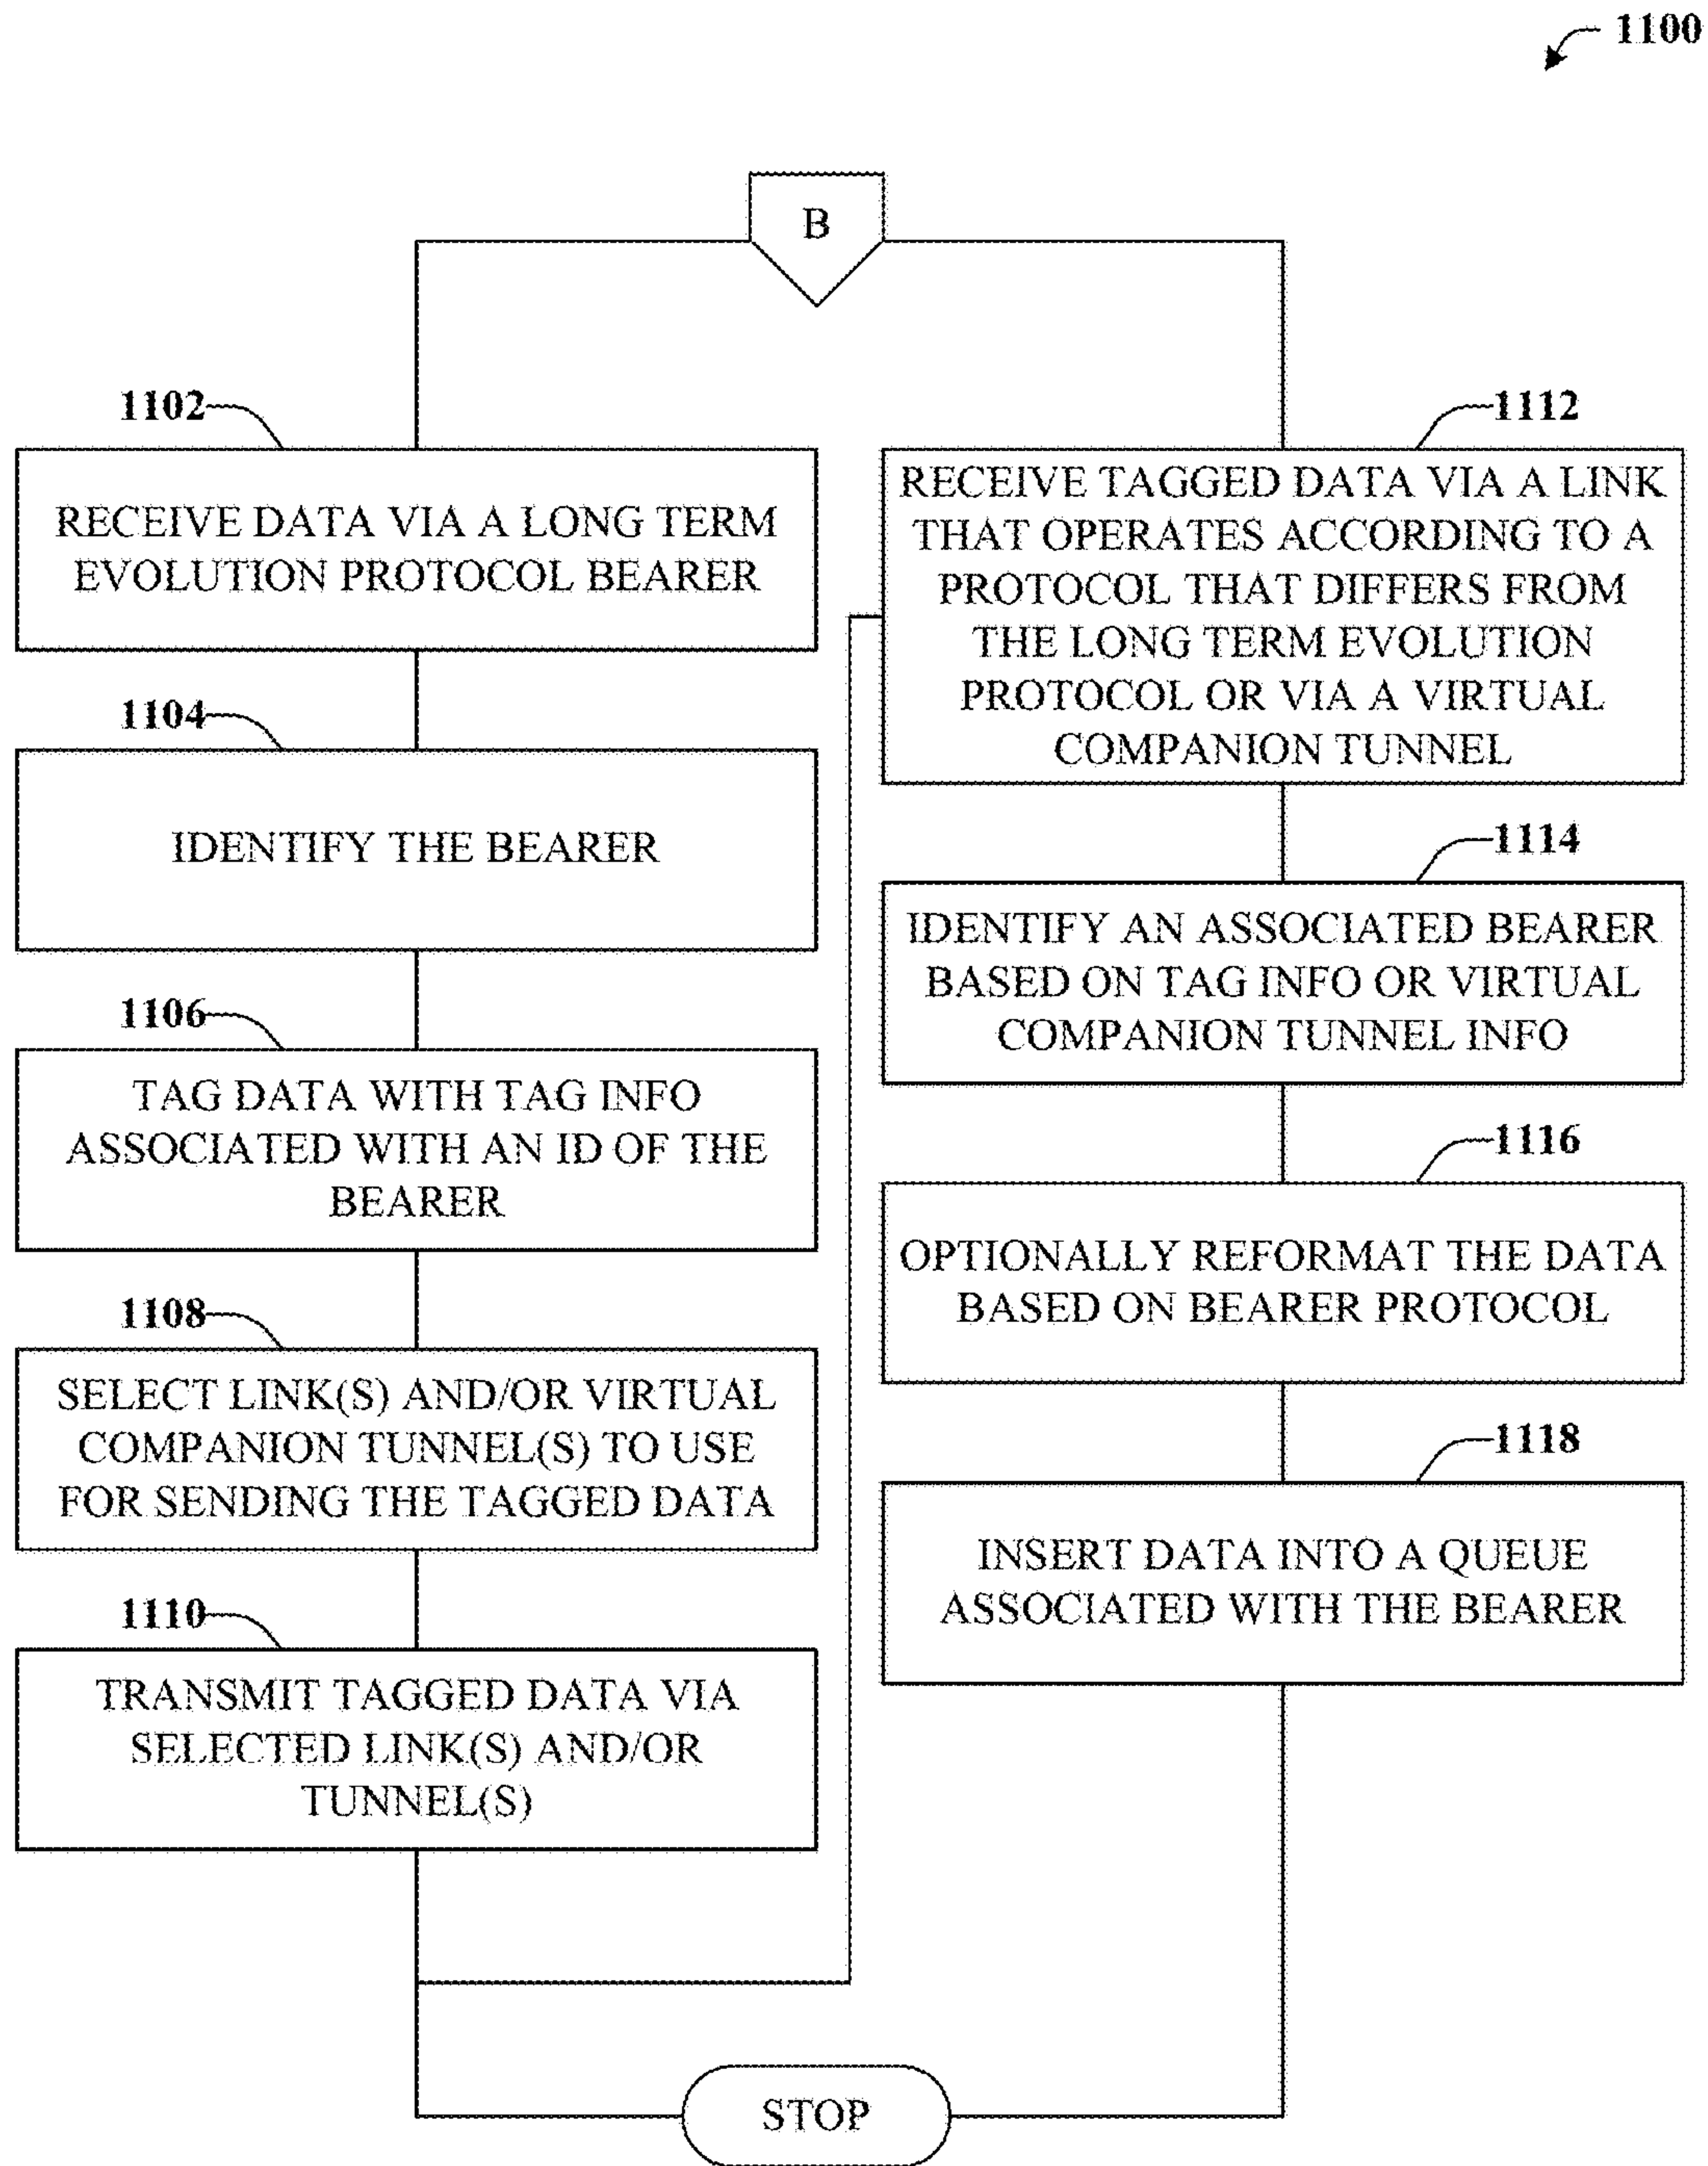 1100
B
1102
RECEIVE DATA VIA A LONG TERM
EVOLUTION PROTOCOL BEARER
1104
IDENTIFY THE BEARER
1106
TAG DATA WITH TAG INFO
ASSOCIATED WITH AN ID OF THE
BEARER
1108
SELECT LINK(S) AND/OR VIRTUAL
COMPANION TUNNEL(S) TO USE
FOR SENDING THE TAGGED DATA
1110
TRANSMIT TAGGED DATA VIA
SELECTED LINK(S) AND/OR
TUNNEL(S)
1112
RECEIVE TAGGED DATA VIA A LINK
THAT OPERATES ACCORDING TO A
PROTOCOL THAT DIFFERS FROM
THE LONG TERM EVOLUTION
PROTOCOL OR VIA A VIRTUAL
COMPANION TUNNEL
1114
IDENTIFY AN ASSOCIATED BEARER
BASED ON TAG INFO OR VIRTUAL
COMPANION TUNNEL INFO
1116
OPTIONALLY REFORMAT THE DATA
BASED ON BEARER PROTOCOL
1118
INSERT DATA INTO A QUEUE
ASSOCIATED WITH THE BEARER
STOP